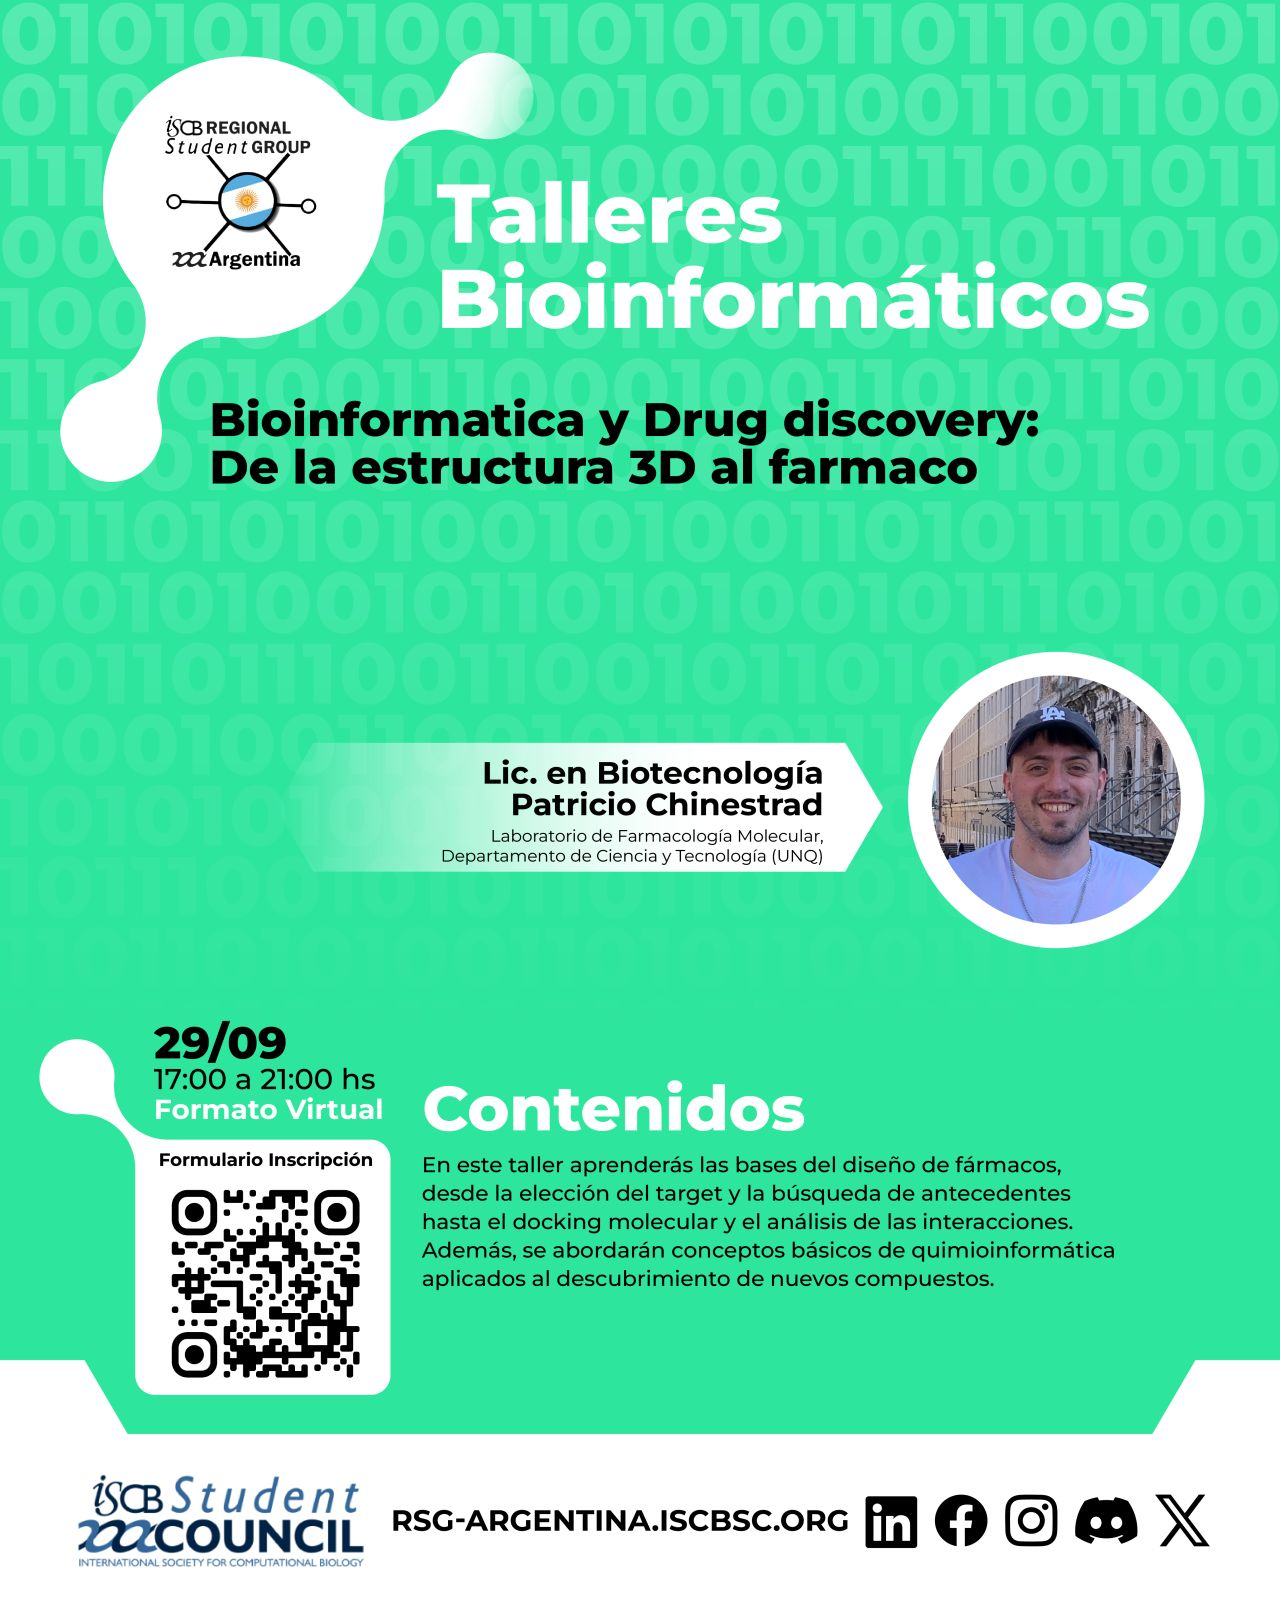 iSCB REGIONAL
Student GROUP
Argentina
Talleres
Bioinformáticos
Bioinformatica y Drug discovery:
De la estructura 3D al farmaco
LA
Lic. en Biotecnología
Patricio Chinestrad
Laboratorio de Farmacología Molecular,
Departamento de Ciencia y Tecnología (UNQ)
29/09
17:00 a 21:00 hs
Formato Virtual
Formulario Inscripción
Contenidos
En este taller aprenderás las bases del diseño de fármacos,
desde la elección del target y la búsqueda de antecedentes
hasta el docking molecular y el análisis de las interacciones.
Además, se abordarán conceptos básicos de quimioinformática
aplicados al descubrimiento de nuevos compuestos.
iSCB Student
COUNCIL
INTERNATIONAL SOCIETY FOR COMPUTATIONAL BIOLOGY
RSG-ARGENTINA.ISCBSC.ORG
in